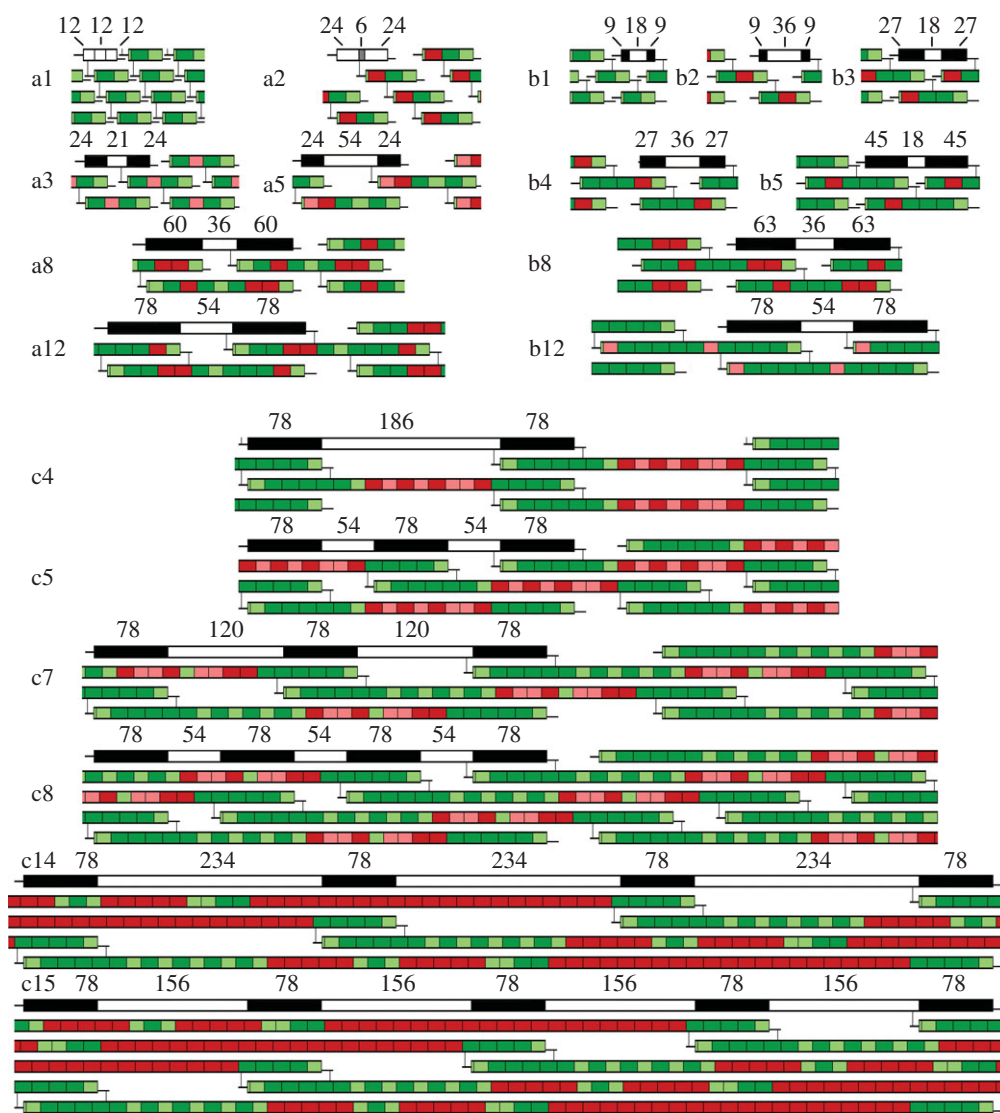 12 12 12
24 6 24
9 18 9
9 36 9
27 18 27
a1
a2
b1
b2
b3
24 21 24
24 54 24
27 36 27
45 18 45
a3
a5
b4
b5
60 36 60
63 36 63
a8
b8
78 54 78
78 54 78
a12
b12
78 186 78
c4
78 54 78 54 78
c5
78 120 78 120 78
c7
78 54 78 54 78 54 78
c8
c14 78 234 78 234 78 234 78
c15 78 156 78 156 78 156 78 156 78